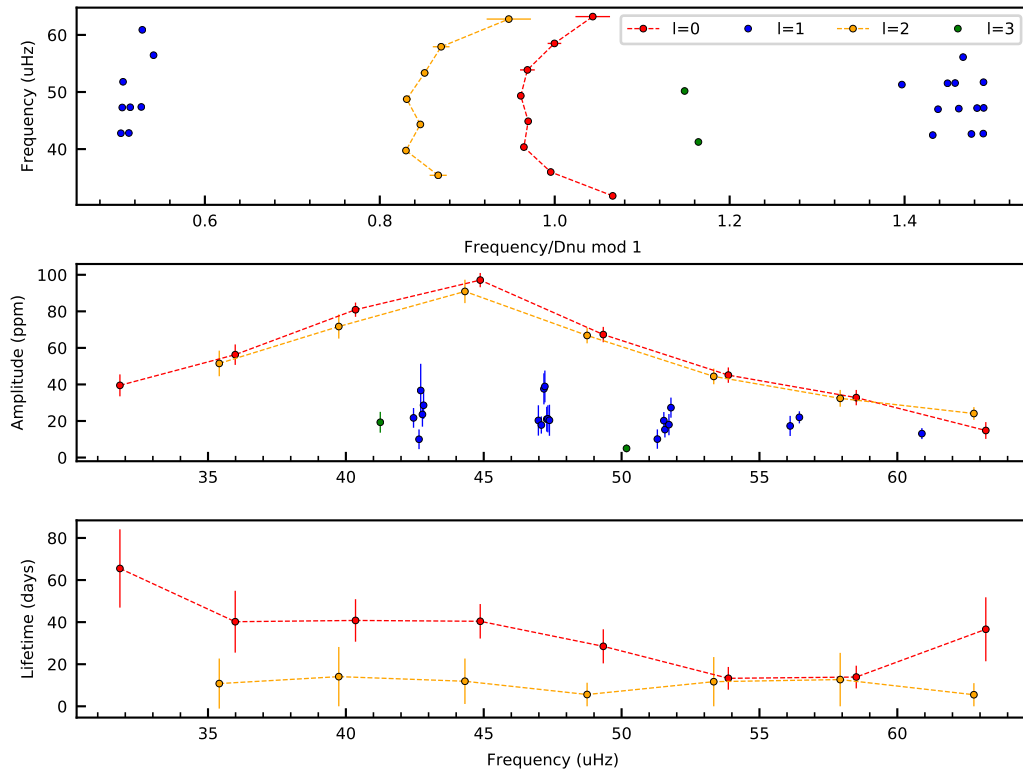 60
50
40
Frequency (uHz)
l=0 l=1 l=2 l=3
0.6 0.8 1.0 1.2 1.4
Frequency/Dnu mod 1
100
80
60
40
20
0
Amplitude (ppm)
35 40 45 50 55 60
80
60
40
20
0
Lifetime (days)
35 40 45 50 55 60
Frequency (uHz)